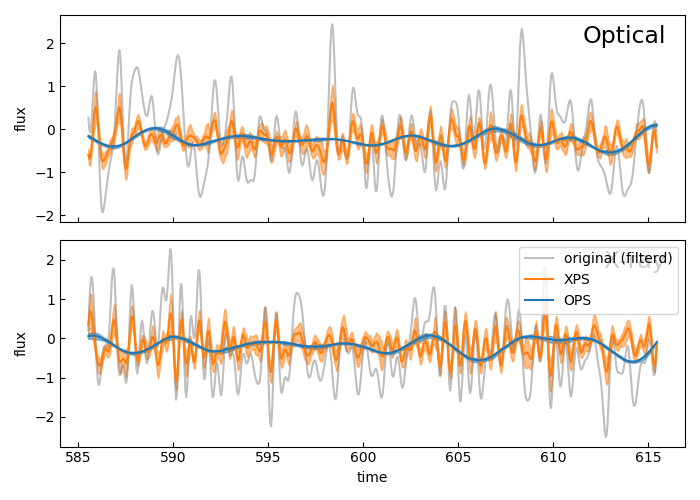 Optical
flux
2
1
0
−1
−2
X-ray
original (filterd)
XPS
OPS
flux
2
1
0
−1
−2
585
590
595
600
605
610
615
time